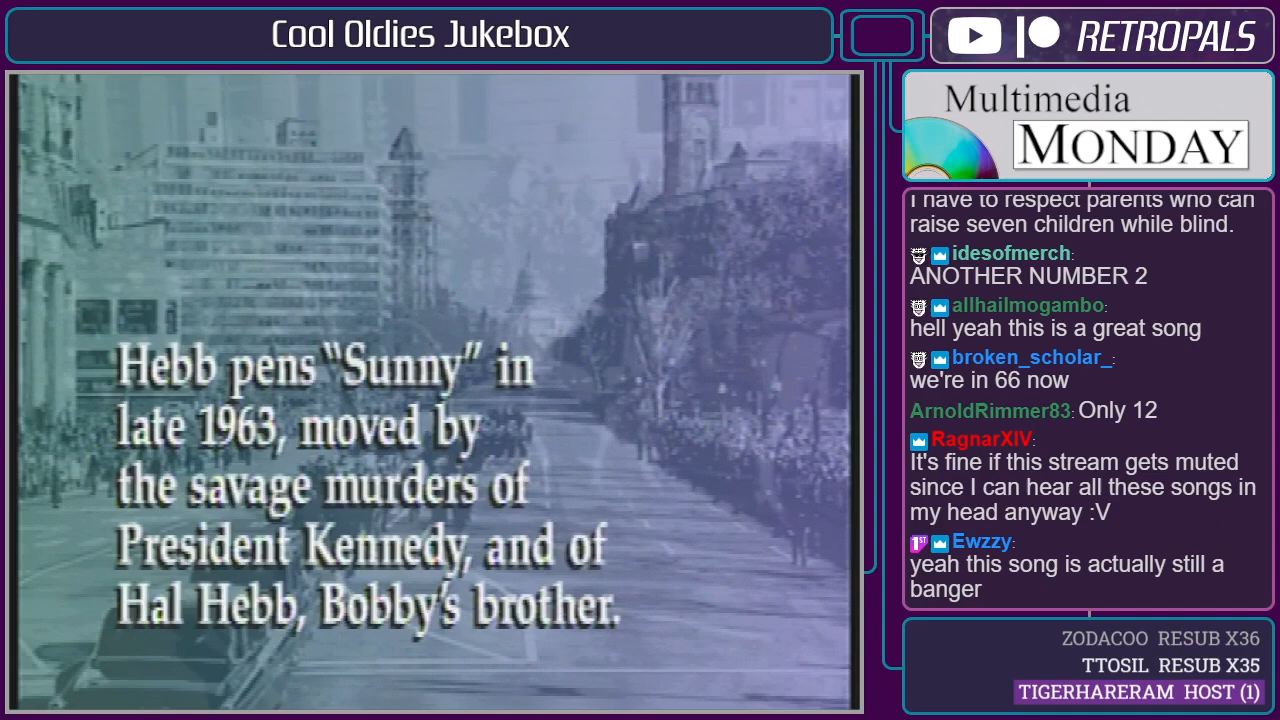 Cool Oldies Jukebox
RETROPALS
Multimedia
MONDAY
Hebb pens "Sunny" in
late 1963, moved by
the savage murders of
President Kennedy, and of
Hal Hebb, Bobby's brother.
I have to respect parents who can
raise seven children while blind.
idesofmerch:
ANOTHER NUMBER 2
allhailmogambo:
hell yeah this is a great song
broken_scholar_:
we're in 66 now
ArnoldRimmer83: Only 12
RagnarXIV:
It's fine if this stream gets muted
since I can hear all these songs in
my head anyway :V
1ST Ewzzy:
yeah this song is actually still a
banger
ZODACOO RESUB X36
TTOSIL RESUB X35
TIGERHARERAM HOST (1)